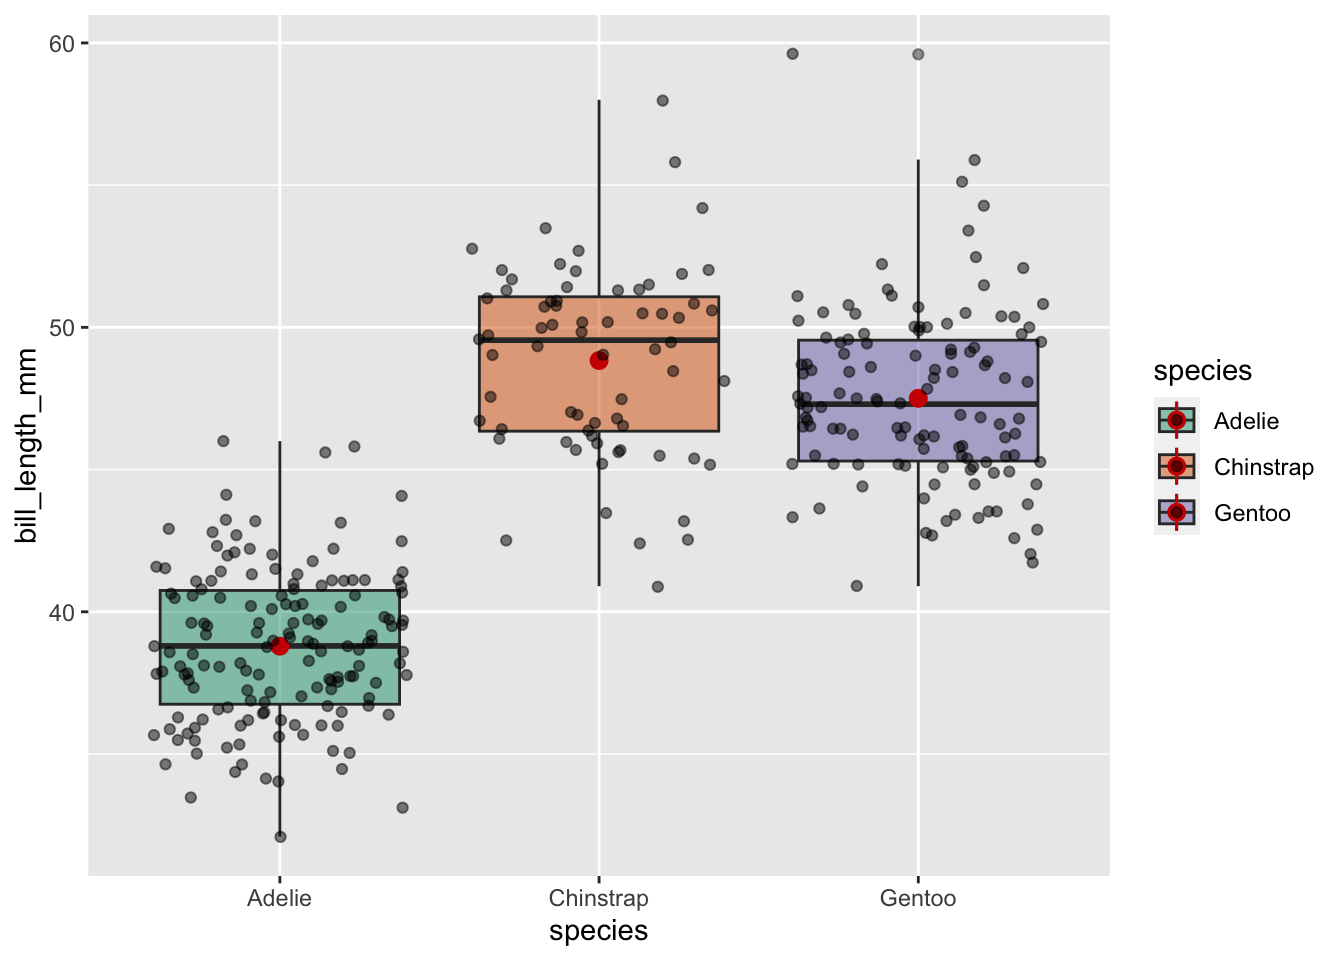 60
50
40
bill_length_mm
Adelie
Chinstrap
Gentoo
species
species
Adelie
Chinstrap
Gentoo